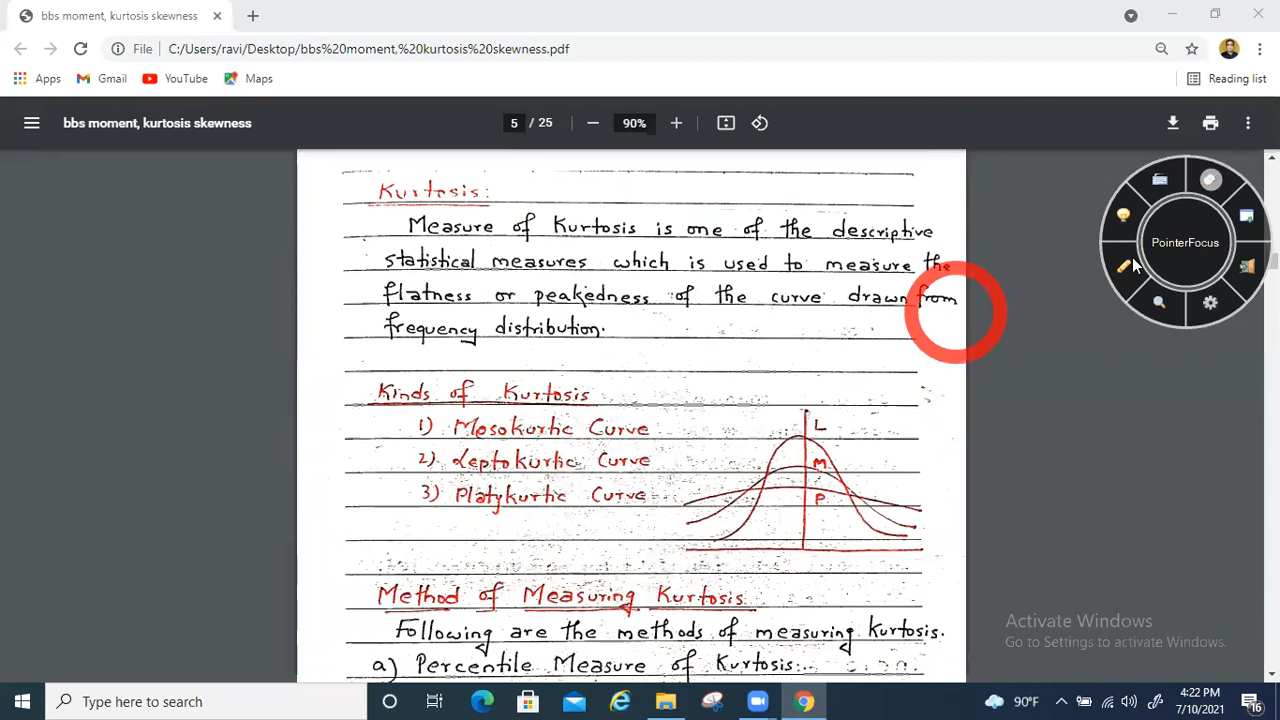 bbs moment, kurtosis skewness
File C:/Users/ravi/Desktop/bbs%20moment,%20kurtosis%20skewness.pdf
Apps Gmail YouTube Maps Reading list
bbs moment, kurtosis skewness 5 / 25 90%
Kurtosis:
Measure of Kurtosis is one of the descriptive
statistical measures which is used to measure the
flatness or peakedness of the curve drawn from
frequency distribution.
Kinds of Kurtosis
1) Mesokurtic Curve
2) Leptokurtic Curve
3) Platykurtic Curve
L
M
P
Method of Measuring Kurtosis
Following are the methods of measuring kurtosis.
a) Percentile Measure of Kurtosis:
PointerFocus
Activate Windows
Go to Settings to activate Windows.
Type here to search
90°F
4:22 PM
7/10/2021
16